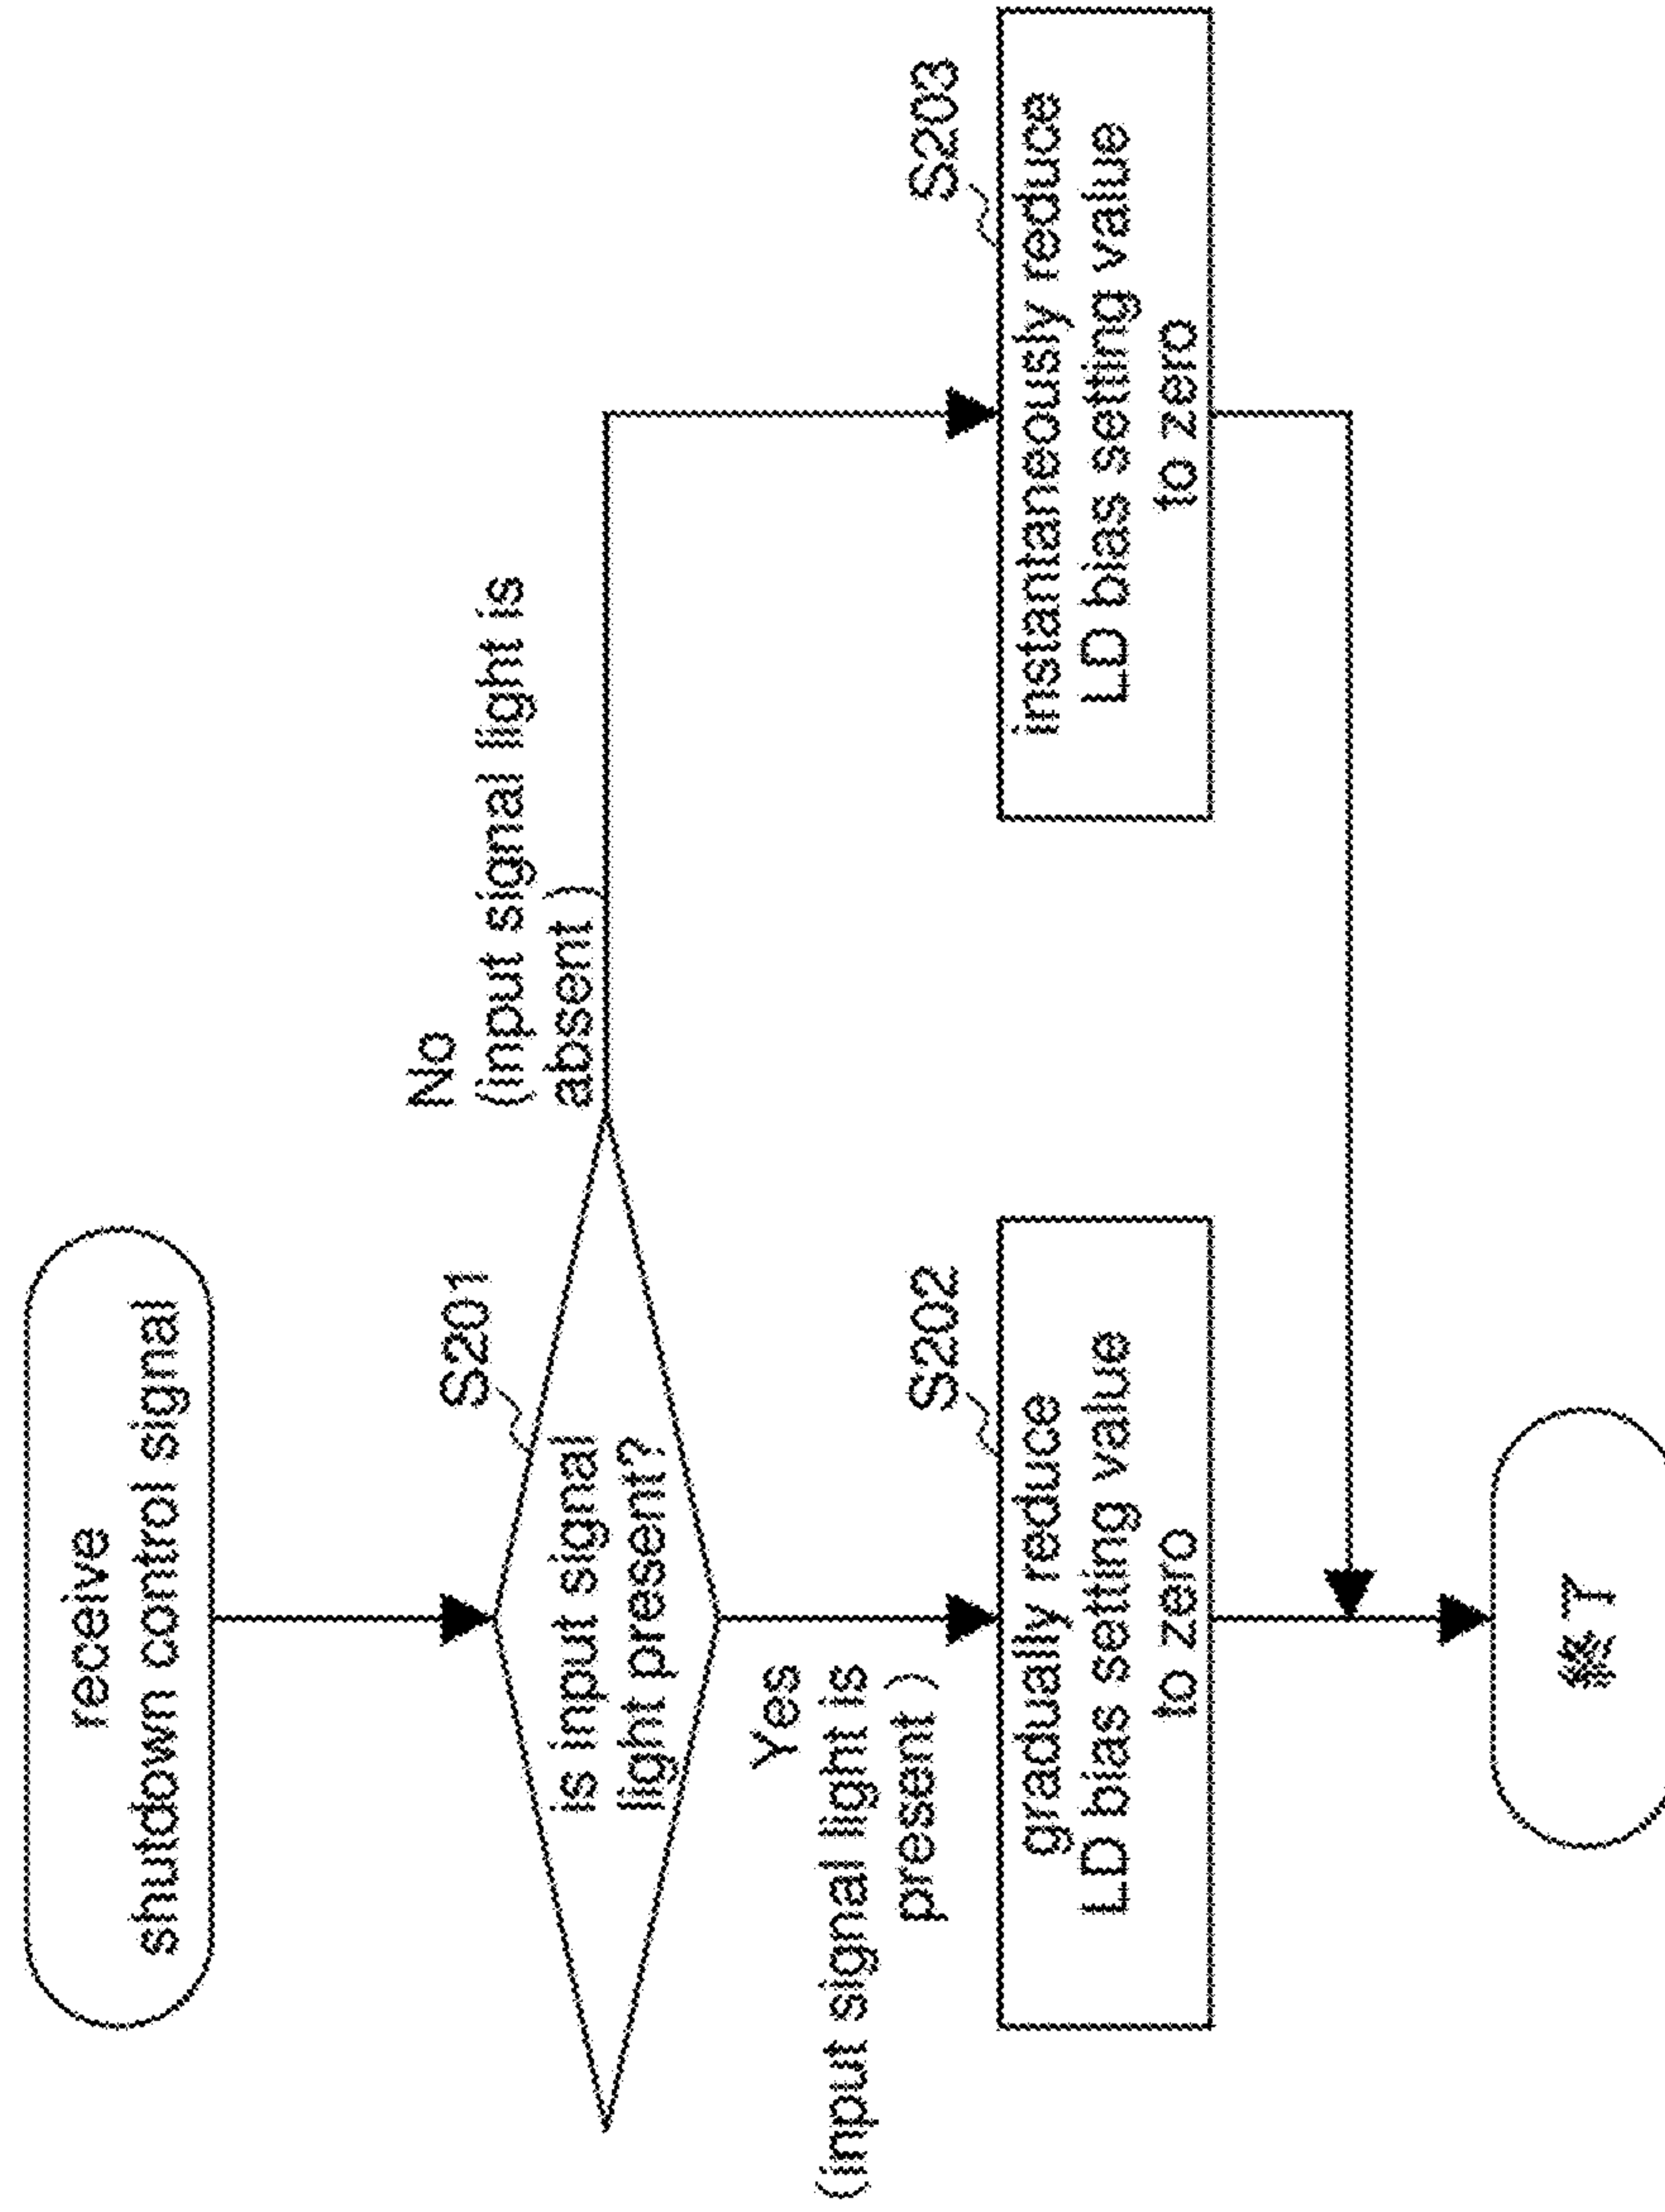 receive
shutdown control signal
S201
is input signal
light present?
No
(input signal light is
absent )
Yes
(input signal light is
present )
S202
gradually reduce
LD bias setting value
to zero
S203
instantaneously reduce
LD bias setting value
to zero
終了